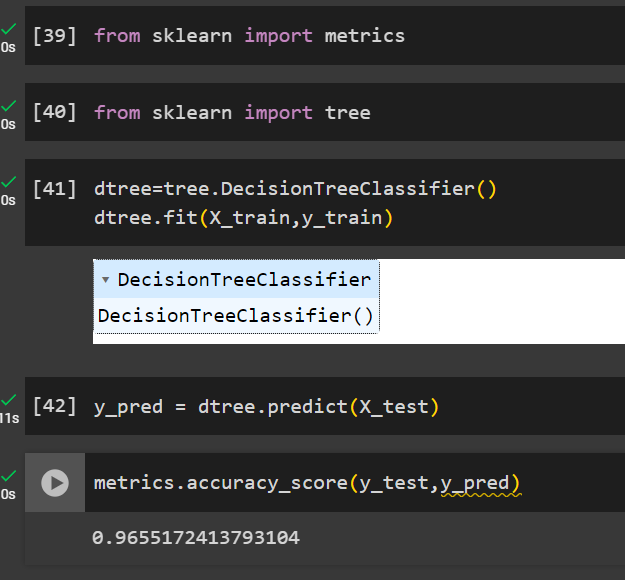 [39] from sklearn import metrics
0s
[40] from sklearn import tree
0s
[41] dtree=tree.DecisionTreeClassifier()
0s
dtree.fit(X_train,y_train)
DecisionTreeClassifier
DecisionTreeClassifier()
[42] y_pred = dtree.predict(X_test)
11s
metrics.accuracy_score(y_test,y_pred)
0s
0.9655172413793104